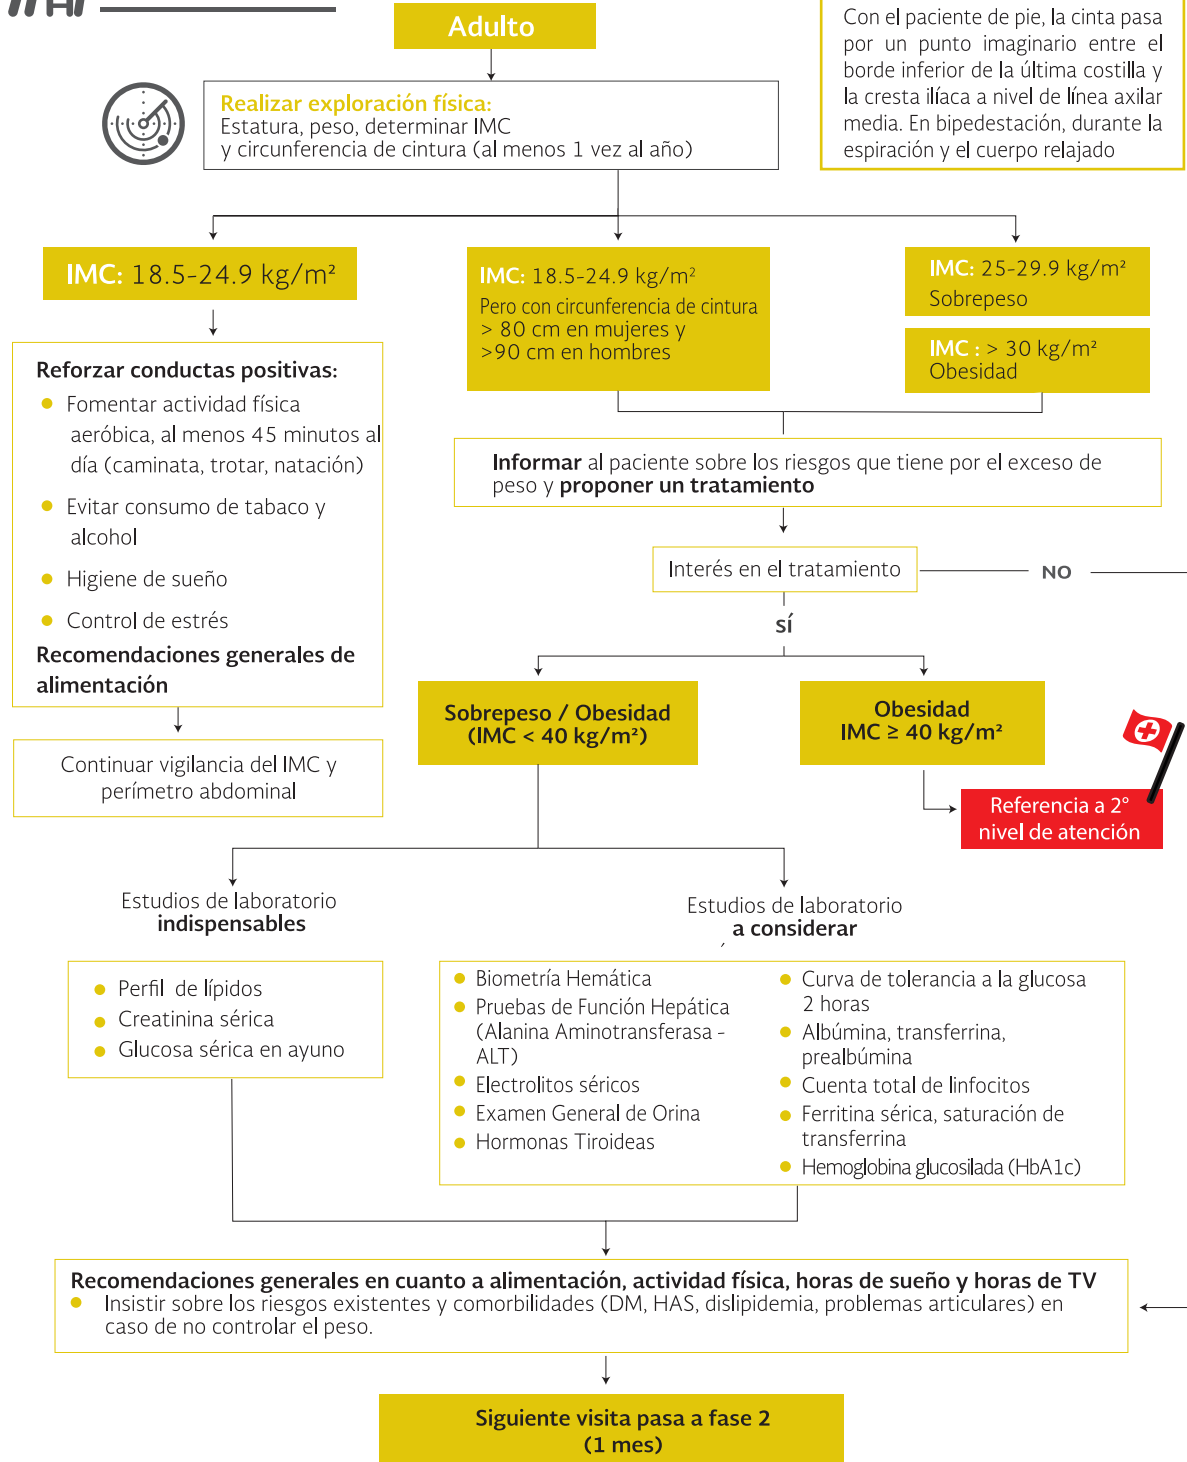 Adulto
Con el paciente de pie, la cinta pasa
por un punto imaginario entre el
borde inferior de la última costilla y
la cresta ilíaca a nivel de línea axilar
media. En bipedestación, durante la
espiración y el cuerpo relajado
Realizar exploración física:
Estatura, peso, determinar IMC
y circunferencia de cintura (al menos 1 vez al año)
IMC: 18.5-24.9 kg/m²
IMC: 18.5-24.9 kg/m²
Pero con circunferencia de cintura
> 80 cm en mujeres y
>90 cm en hombres
IMC: 25-29.9 kg/m²
Sobrepeso
IMC : > 30 kg/m²
Obesidad
Reforzar conductas positivas:
Fomentar actividad física
aeróbica, al menos 45 minutos al
día (caminata, trotar, natación)
Evitar consumo de tabaco y
alcohol
Higiene de sueño
Control de estrés
Recomendaciones generales de
alimentación
Continuar vigilancia del IMC y
perímetro abdominal
Informar al paciente sobre los riesgos que tiene por el exceso de
peso y proponer un tratamiento
Interés en el tratamiento
NO
SÍ
Sobrepeso / Obesidad
(IMC < 40 kg/m²)
Obesidad
IMC ≥ 40 kg/m²
Referencia a 2°
nivel de atención
Estudios de laboratorio
indispensables
Perfil de lípidos
Creatinina sérica
Glucosa sérica en ayuno
Estudios de laboratorio
a considerar
Biometría Hemática
Pruebas de Función Hepática
(Alanina Aminotransferasa -
ALT)
Electrolitos séricos
Examen General de Orina
Hormonas Tiroideas
Curva de tolerancia a la glucosa
2 horas
Albúmina, transferrina,
prealbúmina
Cuenta total de linfocitos
Ferritina sérica, saturación de
transferrina
Hemoglobina glucosilada (HbA1c)
Recomendaciones generales en cuanto a alimentación, actividad física, horas de sueño y horas de TV
Insistir sobre los riesgos existentes y comorbilidades (DM, HAS, dislipidemia, problemas articulares) en
caso de no controlar el peso.
Siguiente visita pasa a fase 2
(1 mes)